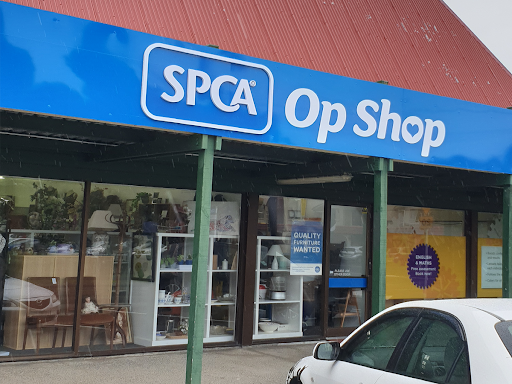 SPCA® Op Shop
QUALITY
FURNITURE
WANTED
ENGLISH
& MATHS